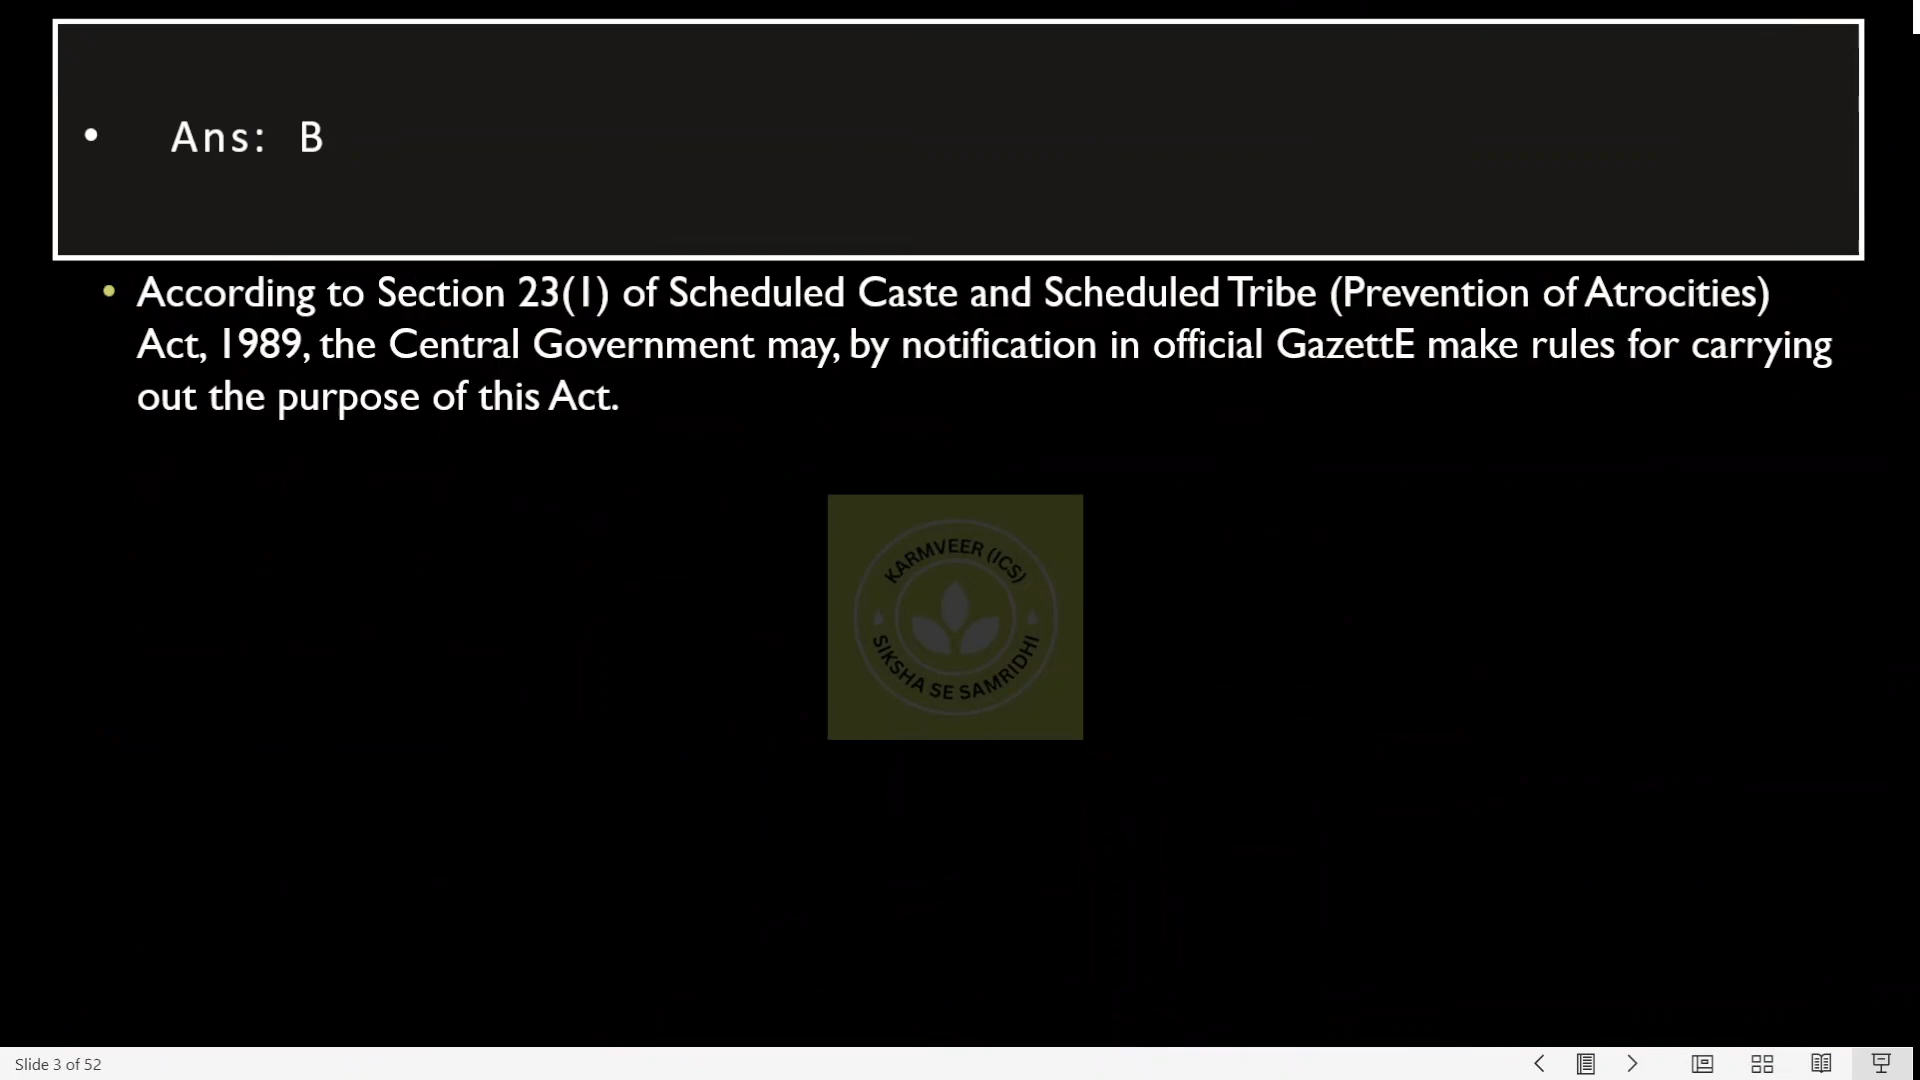 • Ans: B
• According to Section 23(1) of Scheduled Caste and Scheduled Tribe (Prevention of Atrocities)
Act, 1989, the Central Government may, by notification in official GazettE make rules for carrying
out the purpose of this Act.
KARMVEER (ICS)
SIKSHA SE SAMRIDHI
Slide 3 of 52